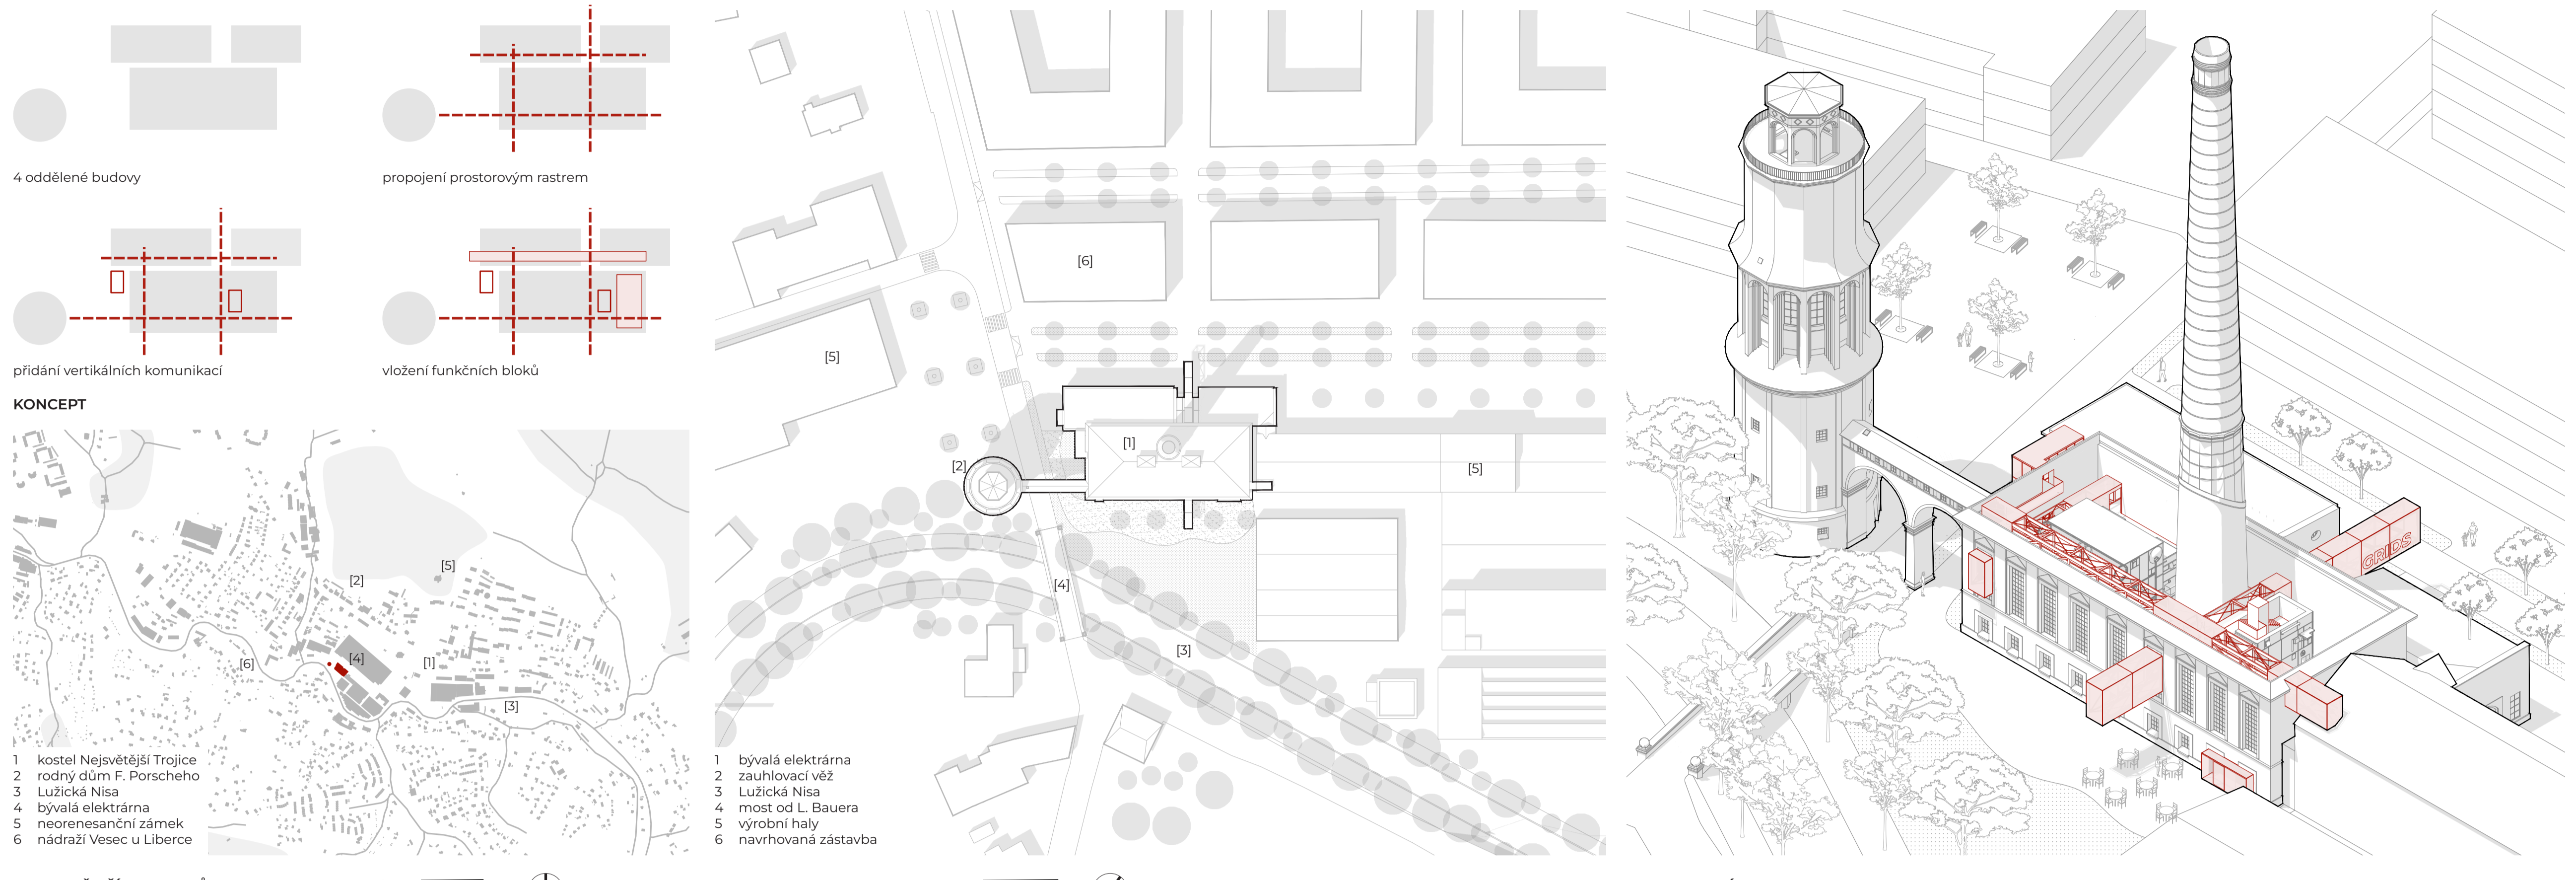 4 oddělené budovy
propojení prostorovým rastrem
přidání vertikálních komunikací
vložení funkčních bloků
KONCEPT
[2]
[5]
[6]
[4]
[1]
[3]
1 kostel Nejsvětější Trojice
2 rodný dům F. Porscheho
3 Lužická Nisa
4 bývalá elektrárna
5 neorenesanční zámek
6 nádraží Vesec u Liberce
[6]
[5]
[1]
[2]
[5]
[4]
[3]
1 bývalá elektrárna
2 zauhlovací věž
3 Lužická Nisa
4 most od L. Bauera
5 výrobní haly
6 navrhovaná zástavba
GRIDS